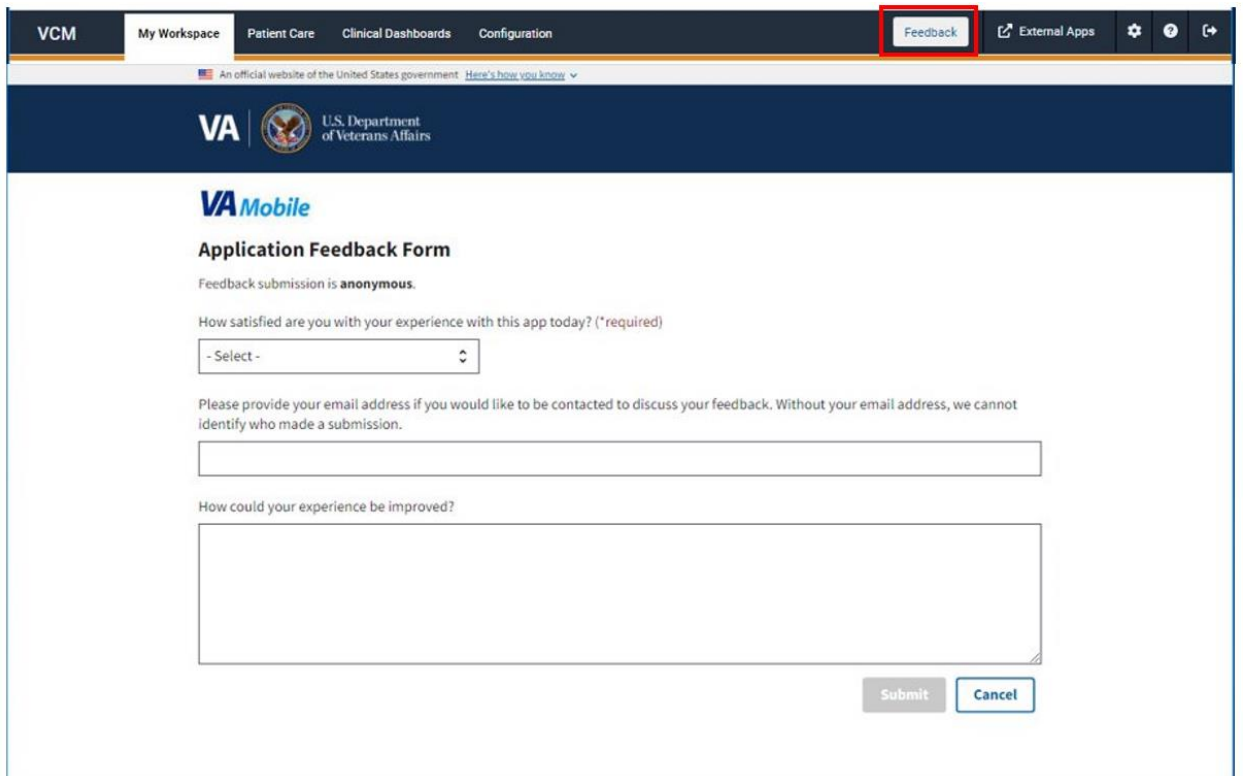 VCM My Workspace Patient Care Clinical Dashboards Configuration Feedback External Apps
An official website of the United States government Here's how you know
VA U.S. Department
of Veterans Affairs
VA Mobile
Application Feedback Form
Feedback submission is anonymous.
How satisfied are you with your experience with this app today? (*required)
- Select -
Please provide your email address if you would like to be contacted to discuss your feedback. Without your email address, we cannot
identify who made a submission.
How could your experience be improved?
Submit Cancel